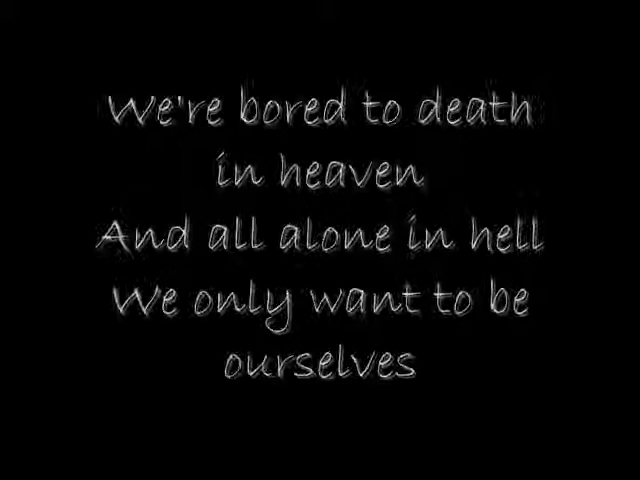 We're bored to death
in heaven
And all alone in hell
We only want to be
ourselves